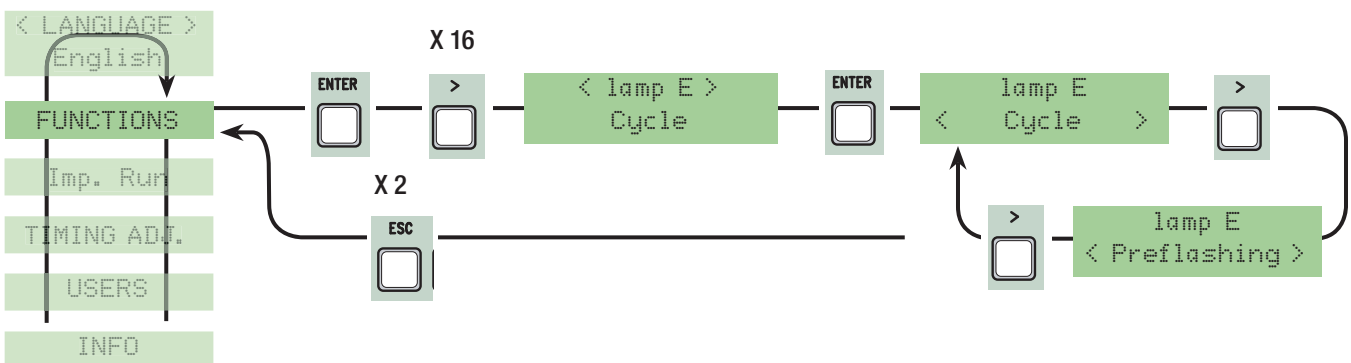 < LANGUAGE >
English
FUNCTIONS
Imp. Run
TIMING ADJ.
USERS
INFO
ENTER
X 16
>
< lamp E >
Cycle
ENTER
lamp E
< Cycle >
>
lamp E
< Preflashing >
>
X 2
ESC